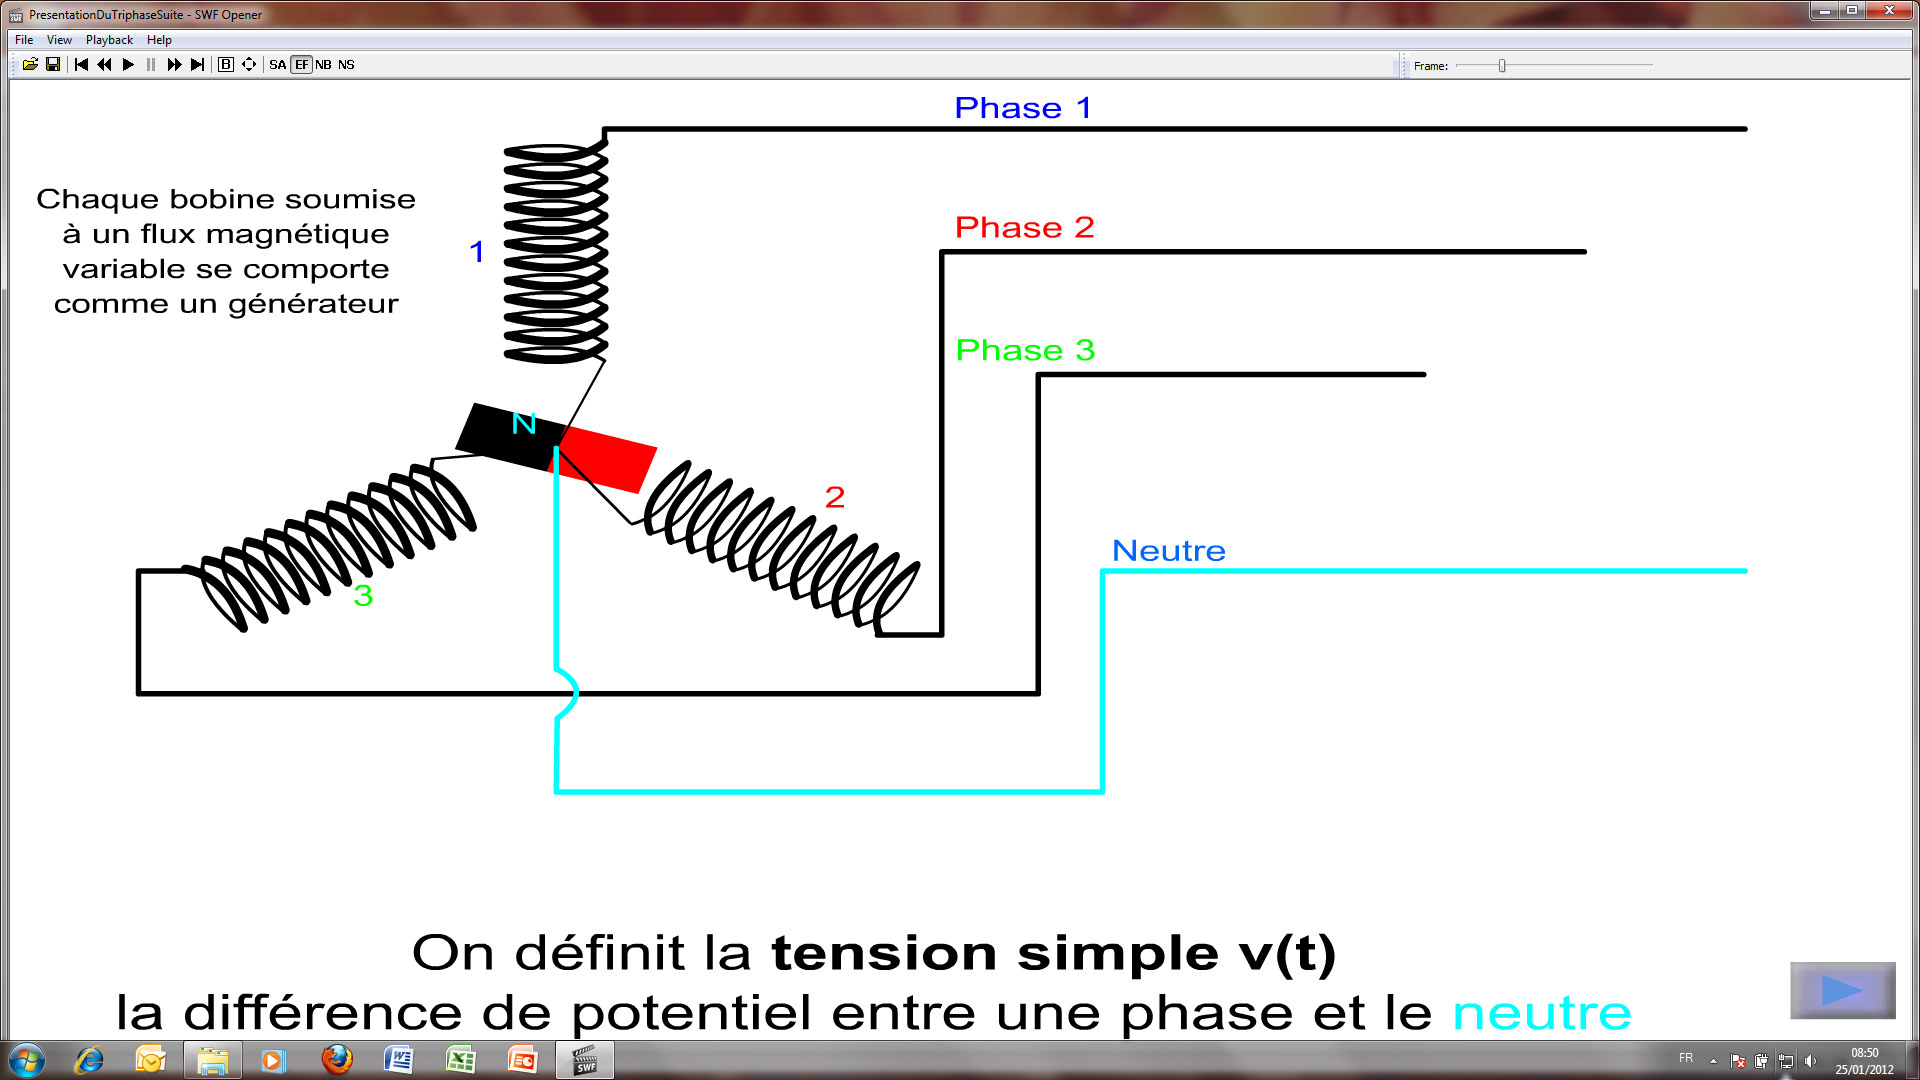 PresentationDuTriphaseSuite - SWF Opener
File View Playback Help
B SA EF NB NS
Frame:
Phase 1
Chaque bobine soumise
à un flux magnétique
variable se comporte
comme un générateur
1
Phase 2
Phase 3
N
2
3
Neutre
On définit la tension simple v(t)
la différence de potentiel entre une phase et le neutre
SWF
FR
08:50
25/01/2012